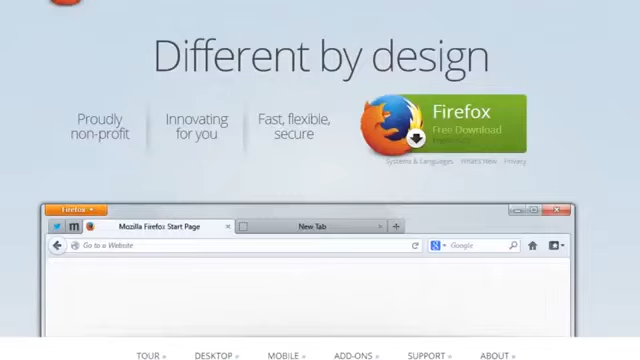 Different by design
Proudly
non-profit
Innovating
for you
Fast, flexible,
secure
Firefox
Free Download
Systems & Languages What's New Privacy
Firefox
Mozilla Firefox Start Page
New Tab
Go to a Website
Google
TOUR »
DESKTOP »
MOBILE »
ADD-ONS »
SUPPORT »
ABOUT »